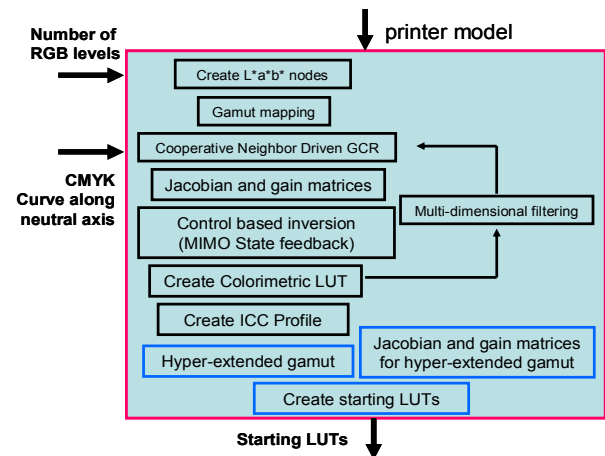 Number of
RGB levels
printer model
Create L*a*b* nodes
Gamut mapping
Cooperative Neighbor Driven GCR
CMYK
Curve along
neutral axis
Jacobian and gain matrices
Multi-dimensional filtering
Control based inversion
(MIMO State feedback)
Create Colorimetric LUT
Create ICC Profile
Hyper-extended gamut
Jacobian and gain matrices
for hyper-extended gamut
Create starting LUTs
Starting LUTs